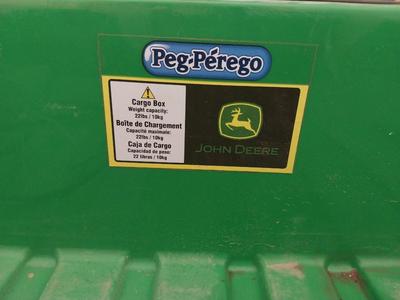 Peg-Pérego
Cargo Box
Weight capacity:
22lbs / 10kg
Boîte de Chargement
Capacité maximale:
22lbs / 10kg
Caja de Cargo
Capacidad de peso:
22 libras / 10kg
JOHN DEERE